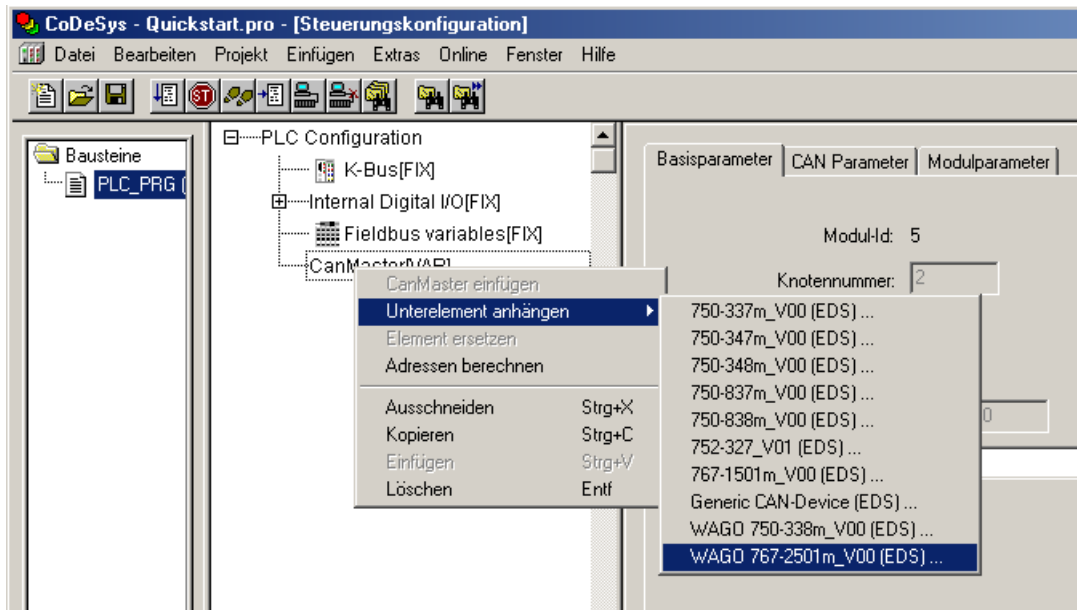 CoDeSys - Quickstart.pro - [Steuerungskonfiguration]
Datei Bearbeiten Projekt Einfügen Extras Online Fenster Hilfe
Bausteine
PLC_PRG (
PLC Configuration
K-Bus[FIX]
Internal Digital I/O[FIX]
Fieldbus variables[FIX]
CanMaster[VAR]
CanMaster einfügen
Unterelement anhängen
Element ersetzen
Adressen berechnen
Ausschneiden Strg+X
Kopieren Strg+C
Einfügen Strg+V
Löschen Entf
750-337m_V00 (EDS) ...
750-347m_V00 (EDS) ...
750-348m_V00 (EDS) ...
750-837m_V00 (EDS) ...
750-838m_V00 (EDS) ...
752-327_V01 (EDS) ...
767-1501m_V00 (EDS) ...
Generic CAN-Device (EDS) ...
WAGO 750-338m_V00 (EDS) ...
WAGO 767-2501m_V00 (EDS) ...
Basisparameter CAN Parameter Modulparameter
Modul-Id: 5
Knotennummer: 2
0